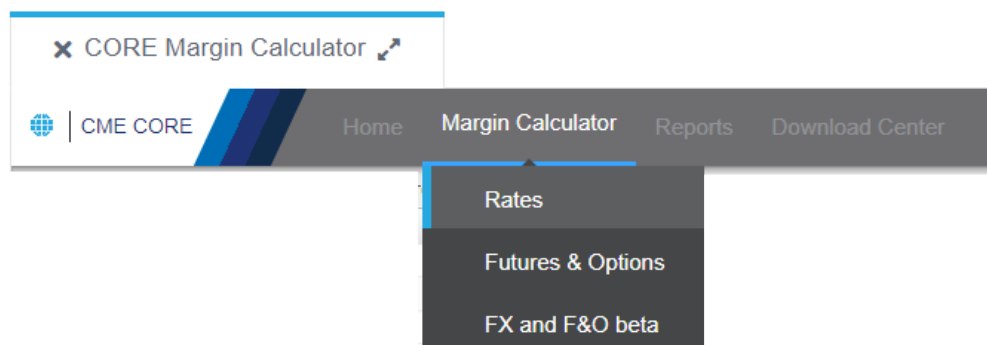 CORE Margin Calculator
CME CORE
Home Margin Calculator Reports Download Center
Rates
Futures & Options
FX and F&O beta